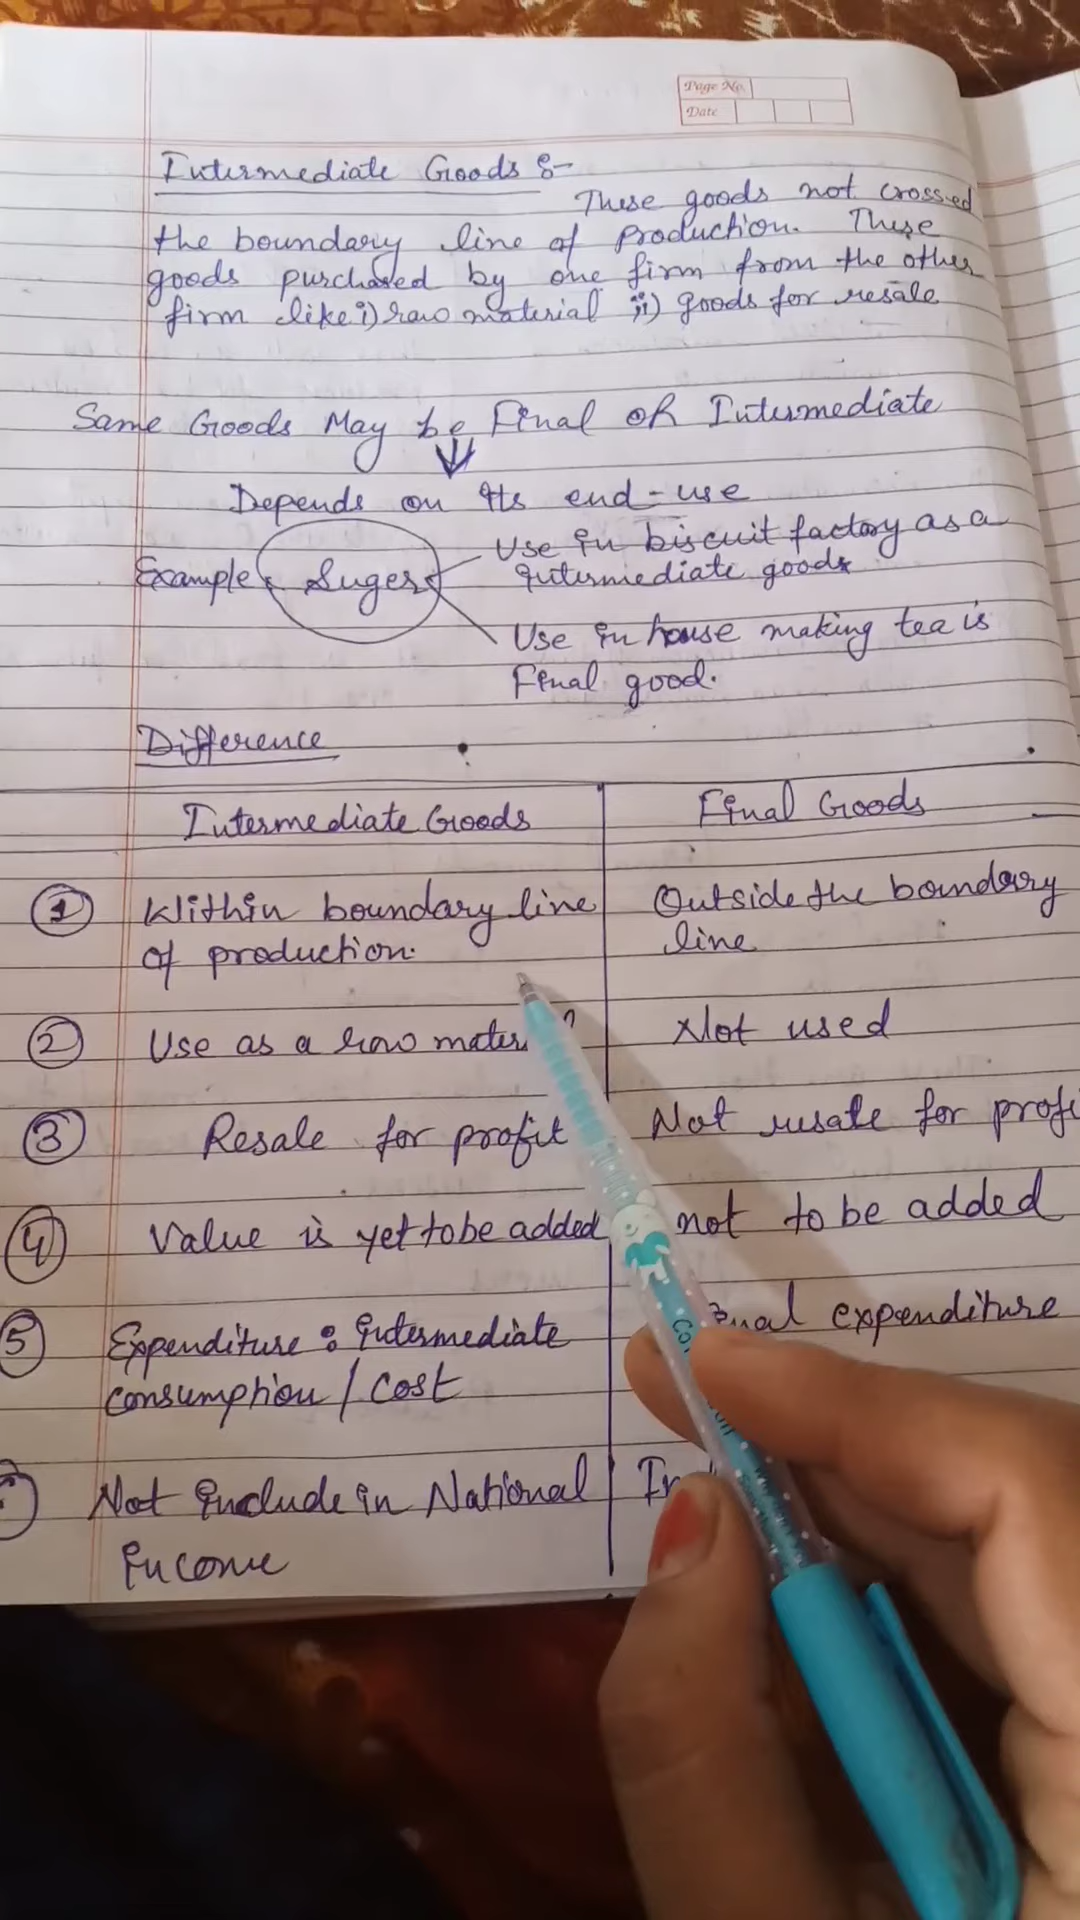 Page No.
Date
Intermediate Goods :-
These goods not crossed
the boundary line of production. These
goods purchased by one firm from the other
firm like i) raw material ii) goods for resale
Same Goods May be Final or Intermediate
Depends on its end-use
Example: Suger
Use in biscuit factory as a
intermediate goods
Use in house making tea is
Final good.
Difference
Intermediate Goods Final Goods
1 Within boundary line Outside the boundary
of production. line
2 Use as a raw Not used
3 Resale for profit Not resale for
4 Value is yet to be added not to be added
5 Expenditure : intermediate expenditure
consumption / cost
Not include in National
income